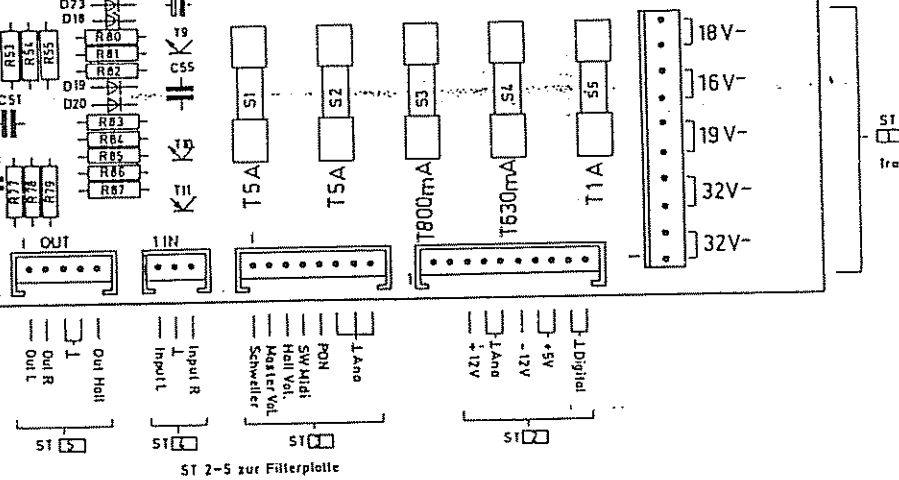 D73
D18
R80
R81
R82
D19
D20
R83
R84
R85
R86
R87
R53
R54
R55
C51
R77
R78
R79
T9
C55
T11
S1
T5A
S2
T5A
S3
T800mA
S4
T630mA
S5
T1A
18V~
16V~
19V~
32V~
32V~
ST
Tra
1 OUT
1 IN
1
1
1
Out L
Out R
⊥
Out Hall
Input L
⊥
Input R
Schweller
Master Vol.
Hall Vol.
SW Midi
PON
⊥ Ana
+12V
⊥ Ana
-12V
+5V
⊥ Digital
ST 5
ST 4
ST 3
ST 2
ST 2-5 zur Filterplatte